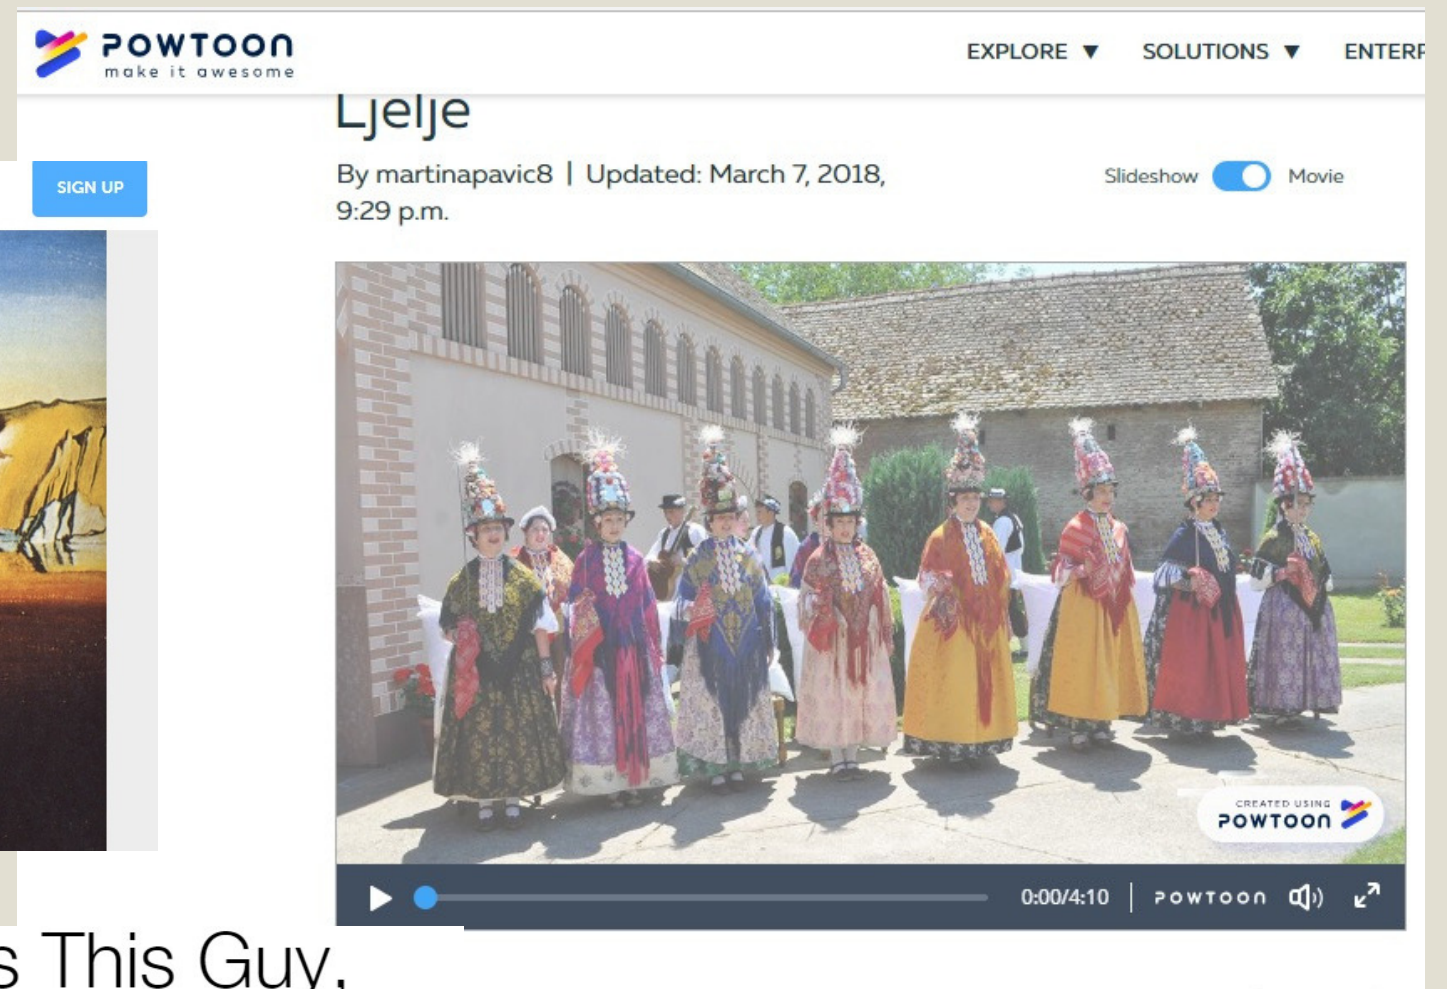 POWTOON
make it awesome
EXPLORE ▼ SOLUTIONS ▼
Ljelje
By martinapavic8 | Updated: March 7, 2018,
9:29 p.m.
Slideshow Movie
SIGN UP
CREATED USING
POWTOON
0:00/4:10 | POWTOON
This Guy,